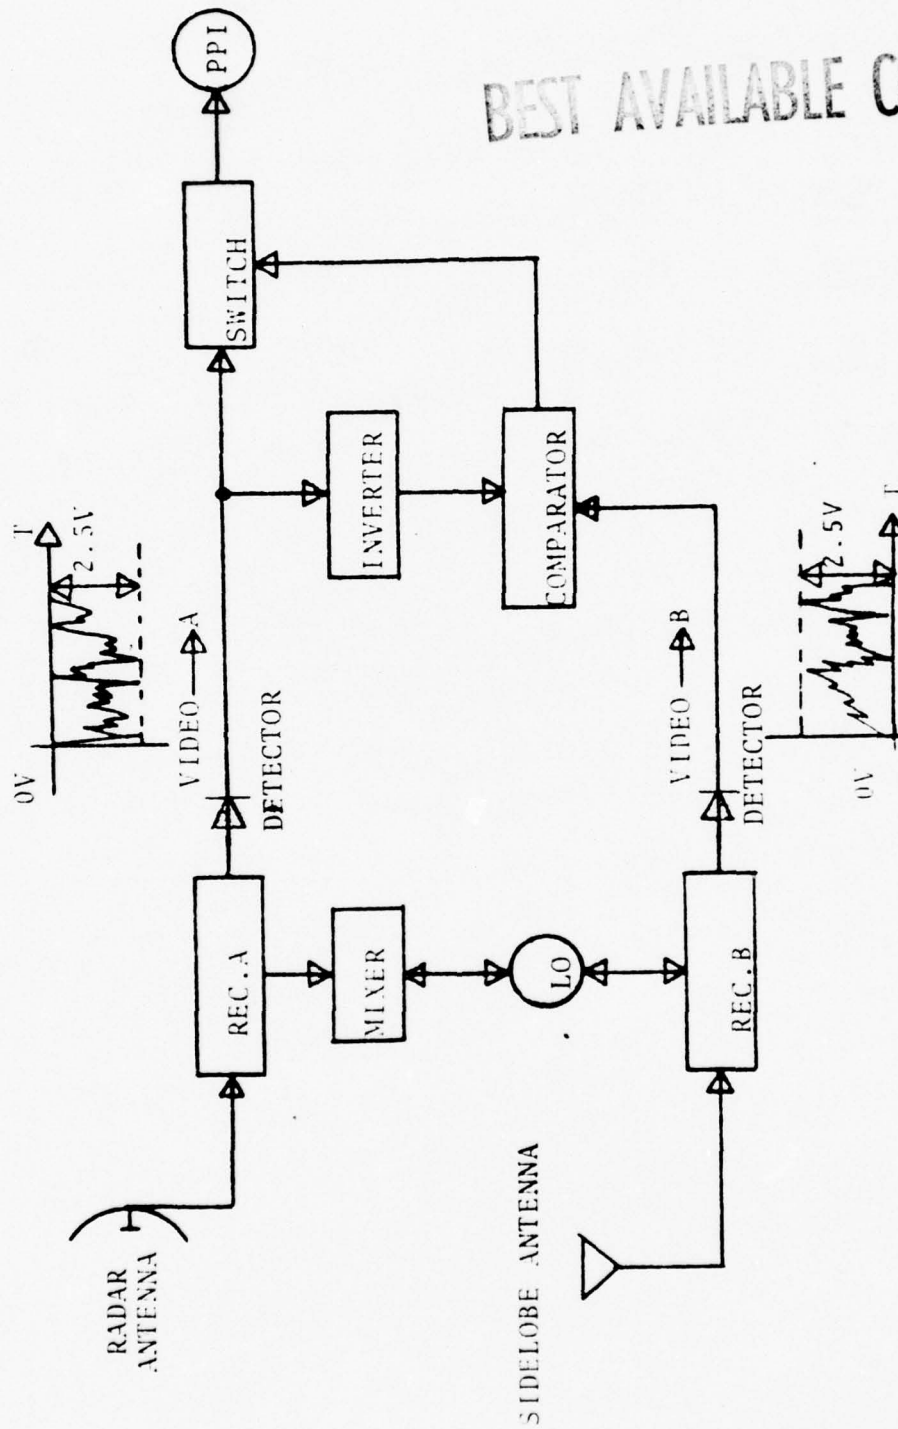 BEST AVAILABLE C
PPI
SWITCH
INVERTER
COMPARATOR
0V
T
2.5V
VIDEO
A
DETECTOR
VIDEO
B
DETECTOR
0V
T
2.5V
REC.A
MIXER
LO
REC.B
RADAR
ANTENNA
SIDELOBE ANTENNA